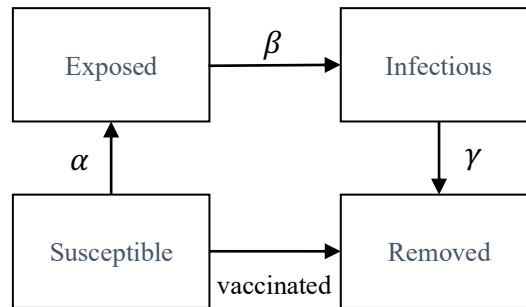 Exposed
β
Infectious
α
γ
Susceptible
vaccinated
Removed